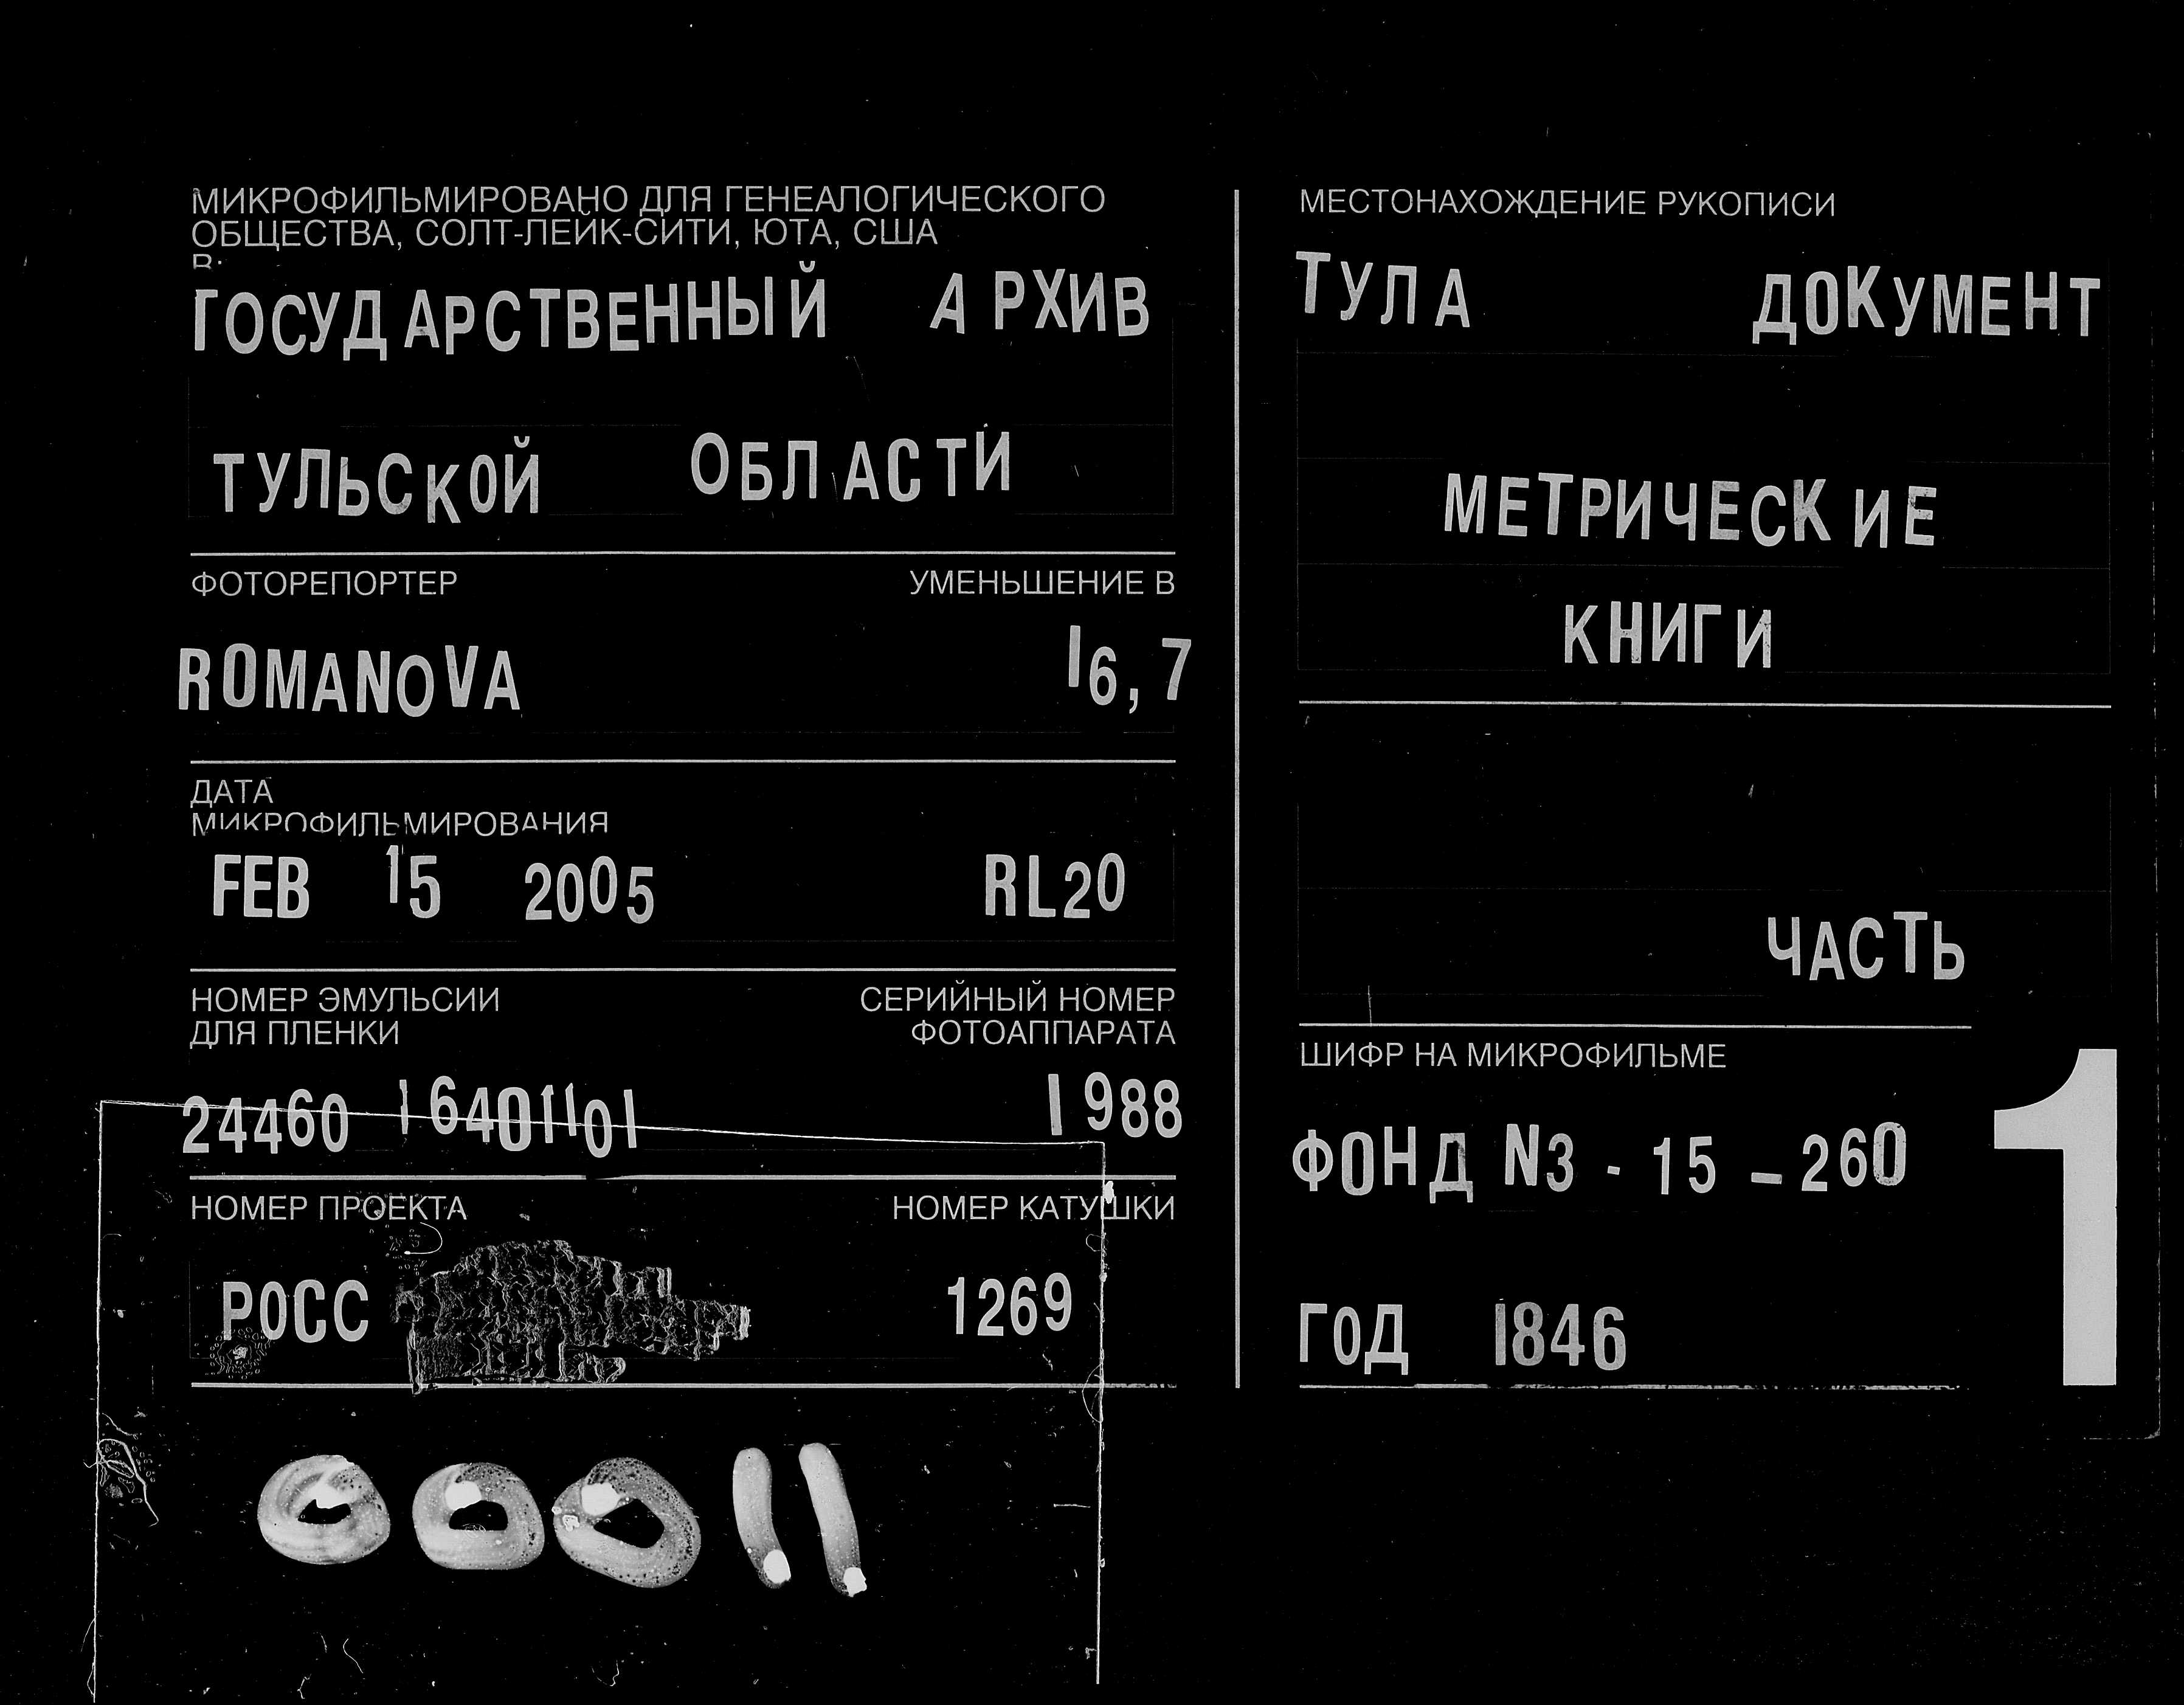 МИКРОФИЛЬМИРОВАНО ДЛЯ ГЕНЕАЛОГИЧЕСКОГО
ОБЩЕСТВА, СОЛТ-ЛЕЙК-СИТИ, ЮТА, США
В:
ГОСУДАРСТВЕННЫЙ АРХИВ
ТУЛЬСКОЙ ОБЛАСТИ
ФОТОРЕПОРТЕР УМЕНЬШЕНИЕ В
ROMANOVA 16,7
ДАТА
МИКРОФИЛЬМИРОВАНИЯ
FEB 15 2005 RL20
НОМЕР ЭМУЛЬСИИ СЕРИЙНЫЙ НОМЕР
ДЛЯ ПЛЕНКИ ФОТОАППАРАТА
24460 16401101 1988
НОМЕР ПРОЕКТА НОМЕР КАТУШКИ
РОСС 1269
00011
МЕСТОНАХОЖДЕНИЕ РУКОПИСИ
ТУЛА ДОКУМЕНТ
МЕТРИЧЕСКИЕ
КНИГИ
ЧАСТЬ
1
ШИФР НА МИКРОФИЛЬМЕ
ФОНД N3 - 15 - 260
ГОД 1846